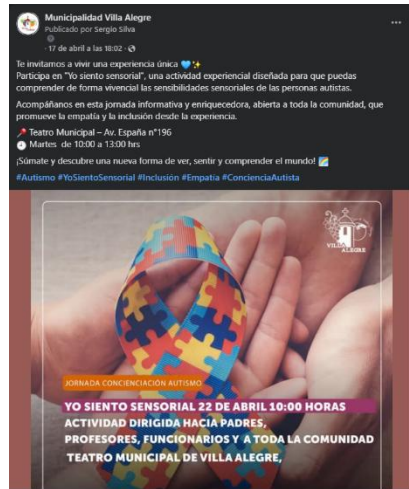 Municipalidad Villa Alegre
Publicado por Sergio Silva
· 17 de abril a las 18:02 ·
Te invitamos a vivir una experiencia única 💙✨
Participa en "Yo siento sensorial", una actividad experiencial diseñada para que puedas
comprender de forma vivencial las sensibilidades sensoriales de las personas autistas.
Acompáñanos en esta jornada informativa y enriquecedora, abierta a toda la comunidad, que
promueve la empatía y la inclusión desde la experiencia.
📍 Teatro Municipal – Av. España n°196
🕙 Martes de 10:00 a 13:00 hrs
¡Súmate y descubre una nueva forma de ver, sentir y comprender el mundo!
#Autismo #YoSientoSensorial #Inclusión #Empatía #ConcienciaAutista
VILLA
ALEGRE
JORNADA CONCIENCIACIÓN AUTISMO
YO SIENTO SENSORIAL 22 DE ABRIL 10:00 HORAS
ACTIVIDAD DIRIGIDA HACÍA PADRES,
PROFESORES, FUNCIONARIOS Y A TODA LA COMUNIDAD
TEATRO MUNICIPAL DE VILLA ALEGRE,